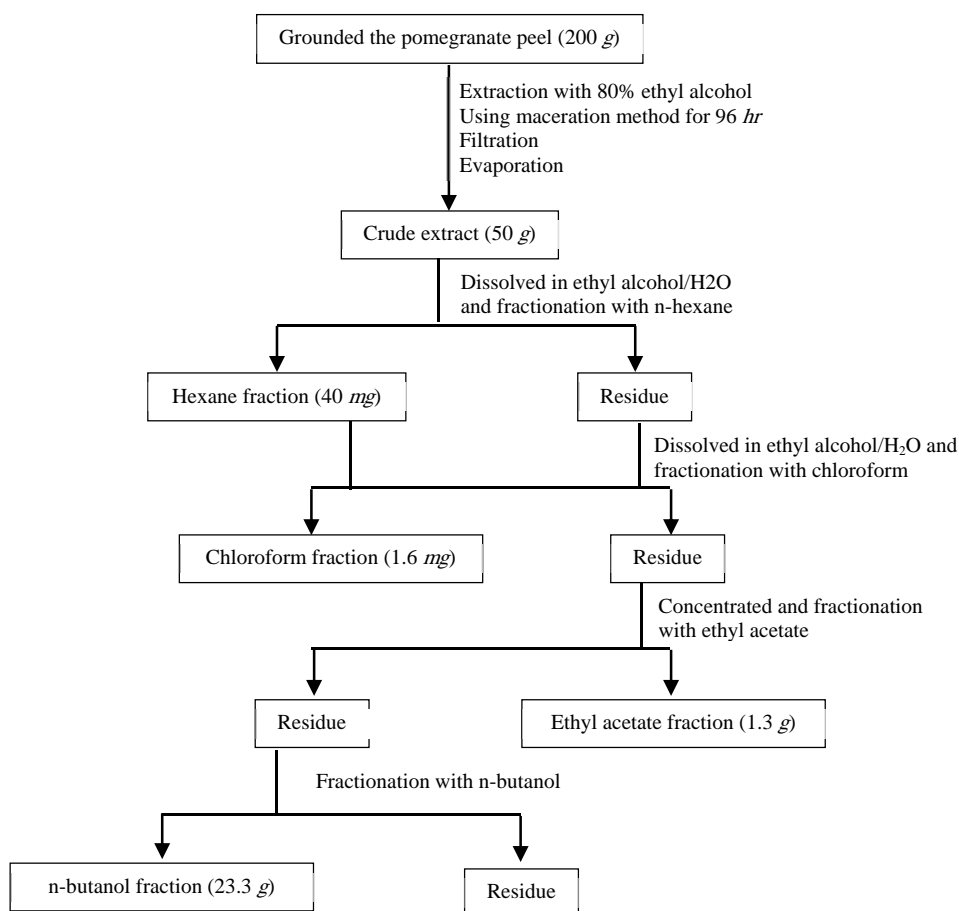 Grounded the pomegranate peel (200 g)
Extraction with 80% ethyl alcohol
Using maceration method for 96 hr
Filtration
Evaporation
Crude extract (50 g)
Dissolved in ethyl alcohol/H2O
and fractionation with n-hexane
Hexane fraction (40 mg)
Residue
Dissolved in ethyl alcohol/H₂O and
fractionation with chloroform
Chloroform fraction (1.6 mg)
Residue
Concentrated and fractionation
with ethyl acetate
Residue
Ethyl acetate fraction (1.3 g)
Fractionation with n-butanol
n-butanol fraction (23.3 g)
Residue